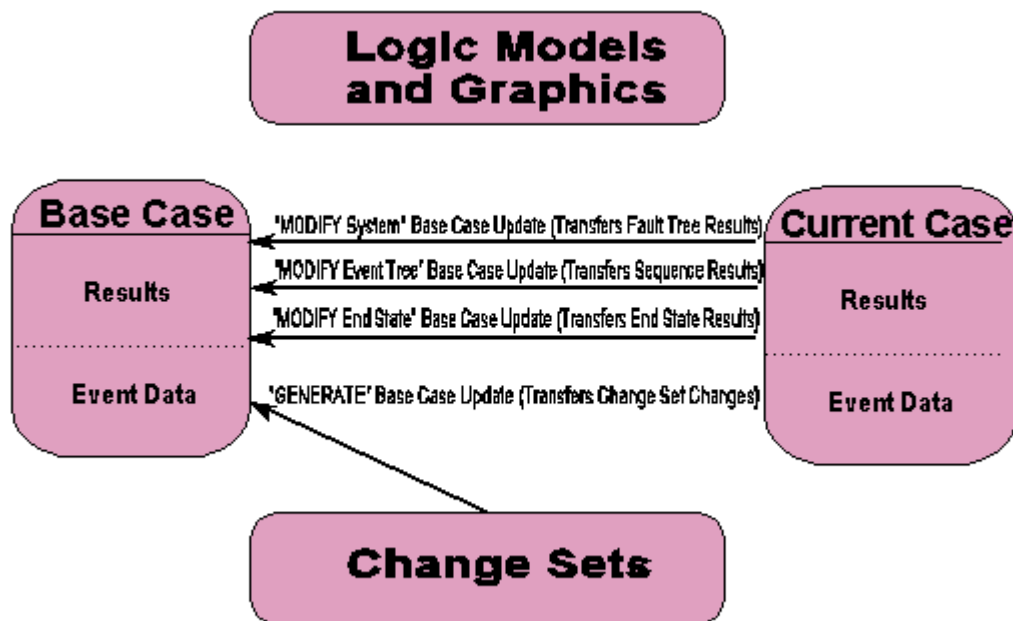 Logic Models
and Graphics
Base Case
Current Case
"MODIFY System" Base Case Update (Transfers Fault Tree Results)
"MODIFY Event Tree" Base Case Update (Transfers Sequence Results)
Results
Results
"MODIFY End State" Base Case Update (Transfers End State Results)
Event Data
"GENERATE" Base Case Update (Transfers Change Set Changes)
Event Data
Change Sets